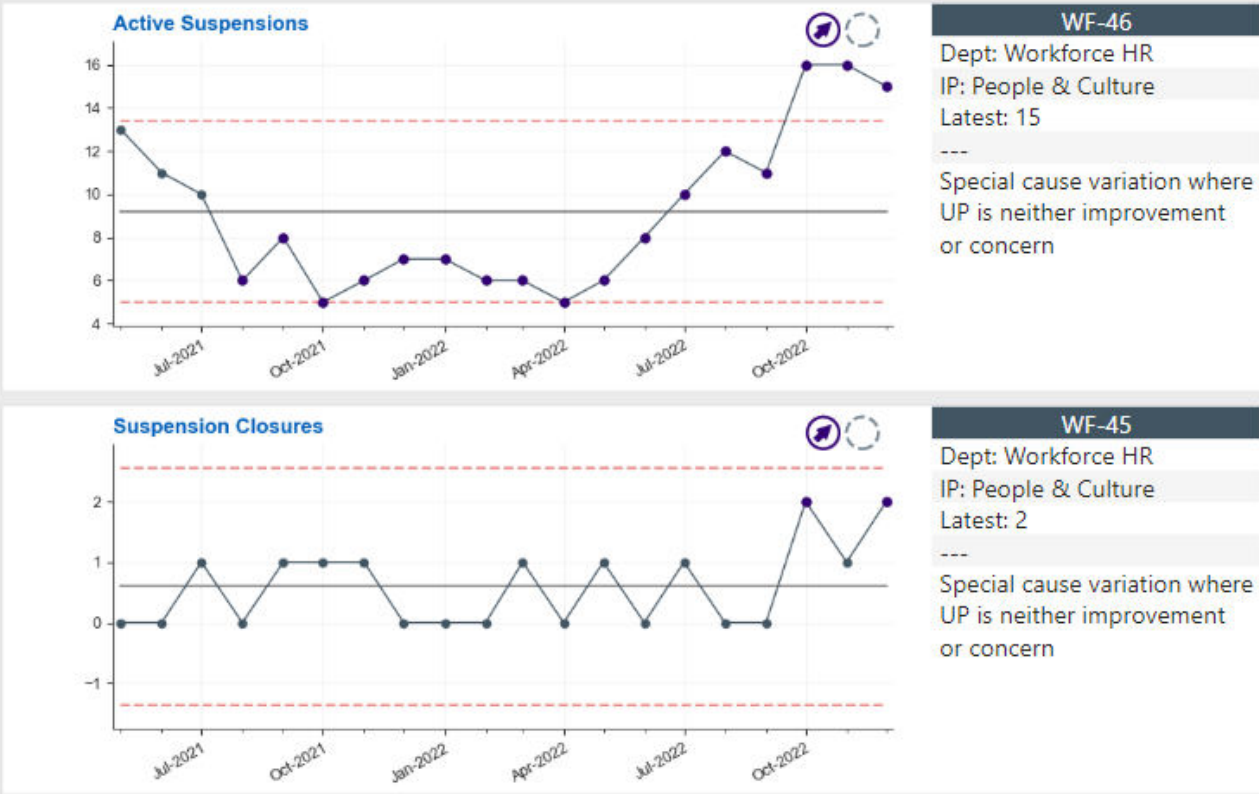 Active Suspensions
16
14
12
10
8
6
4
Jul-2021
Oct-2021
Jan-2022
Apr-2022
Jul-2022
Oct-2022
WF-46
Dept: Workforce HR
IP: People & Culture
Latest: 15
---
Special cause variation where
UP is neither improvement
or concern
Suspension Closures
2
1
0
−1
Jul-2021
Oct-2021
Jan-2022
Apr-2022
Jul-2022
Oct-2022
WF-45
Dept: Workforce HR
IP: People & Culture
Latest: 2
---
Special cause variation where
UP is neither improvement
or concern